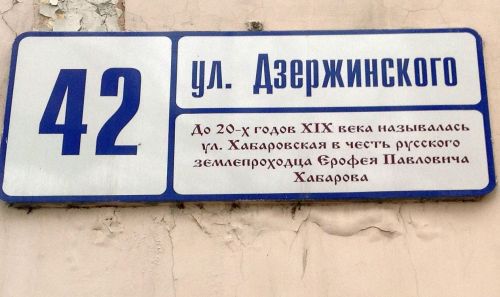 42
ул. Дзержинского
До 20-х годов XIX века называлась
ул. Хабаровская в честь русского
землепроходца Ерофея Павловича
Хабарова